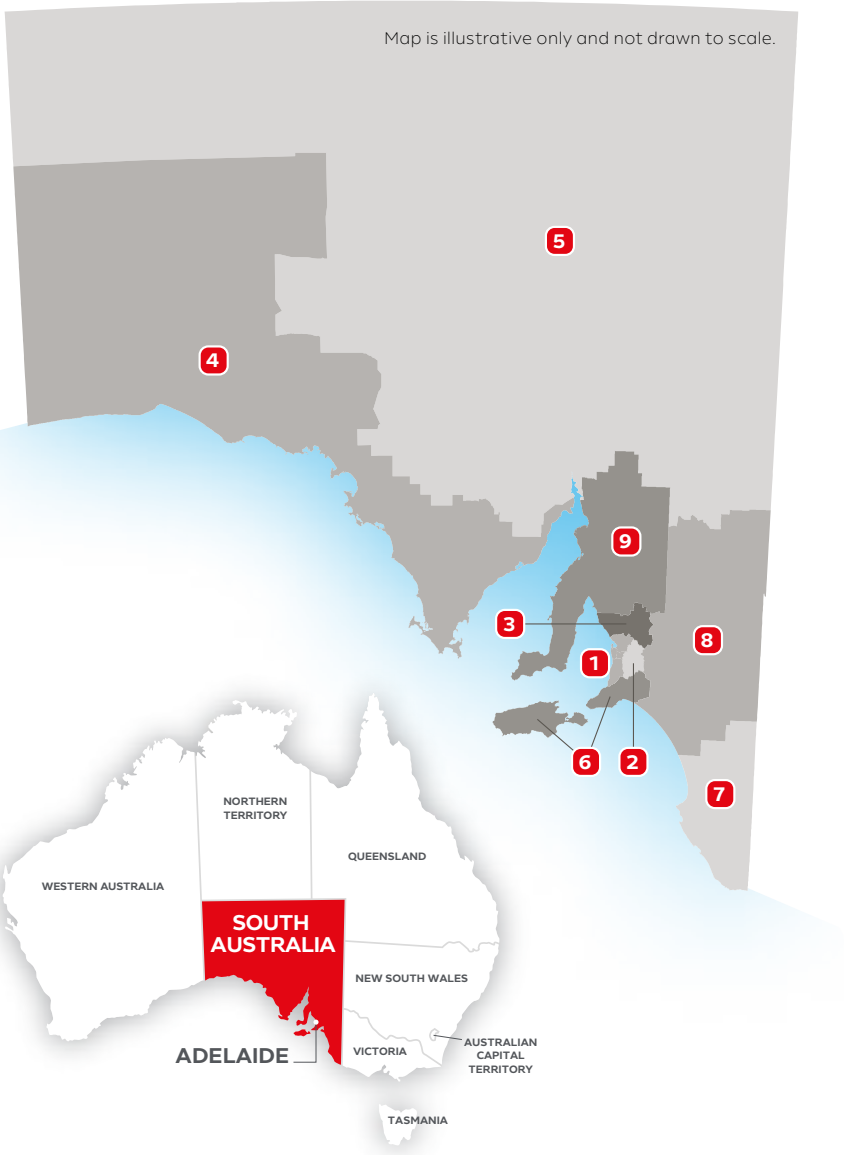 Map is illustrative only and not drawn to scale.
5
4
9
3
8
1
6
2
7
NORTHERN
TERRITORY
QUEENSLAND
WESTERN AUSTRALIA
SOUTH
AUSTRALIA
NEW SOUTH WALES
ADELAIDE
VICTORIA
AUSTRALIAN
CAPITAL
TERRITORY
TASMANIA